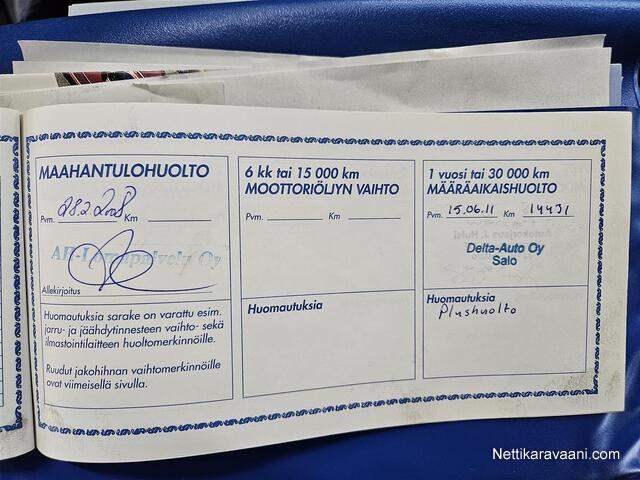 MAAHANTULOHUOLTO
28.2.2008
Pvm. Km
AE-Lomapalvelu Oy
Allekirjoitus
Huomautuksia sarake on varattu esim.
jarru- ja jäähdytinnesteen vaihto- sekä
ilmastointilaitteen huoltomerkinnöille.
Ruudut jakohihnan vaihtomerkinnöille
ovat viimeisellä sivulla.
6 kk tai 15 000 km
MOOTTORIÖLJYN VAIHTO
Pvm. Km
Huomautuksia
1 vuosi tai 30 000 km
MÄÄRÄAIKAISHUOLTO
Pvm. 15.06.11 Km 14431
Delta-Auto Oy
Salo
Huomautuksia
Plushuolto
Nettikaravaani.com